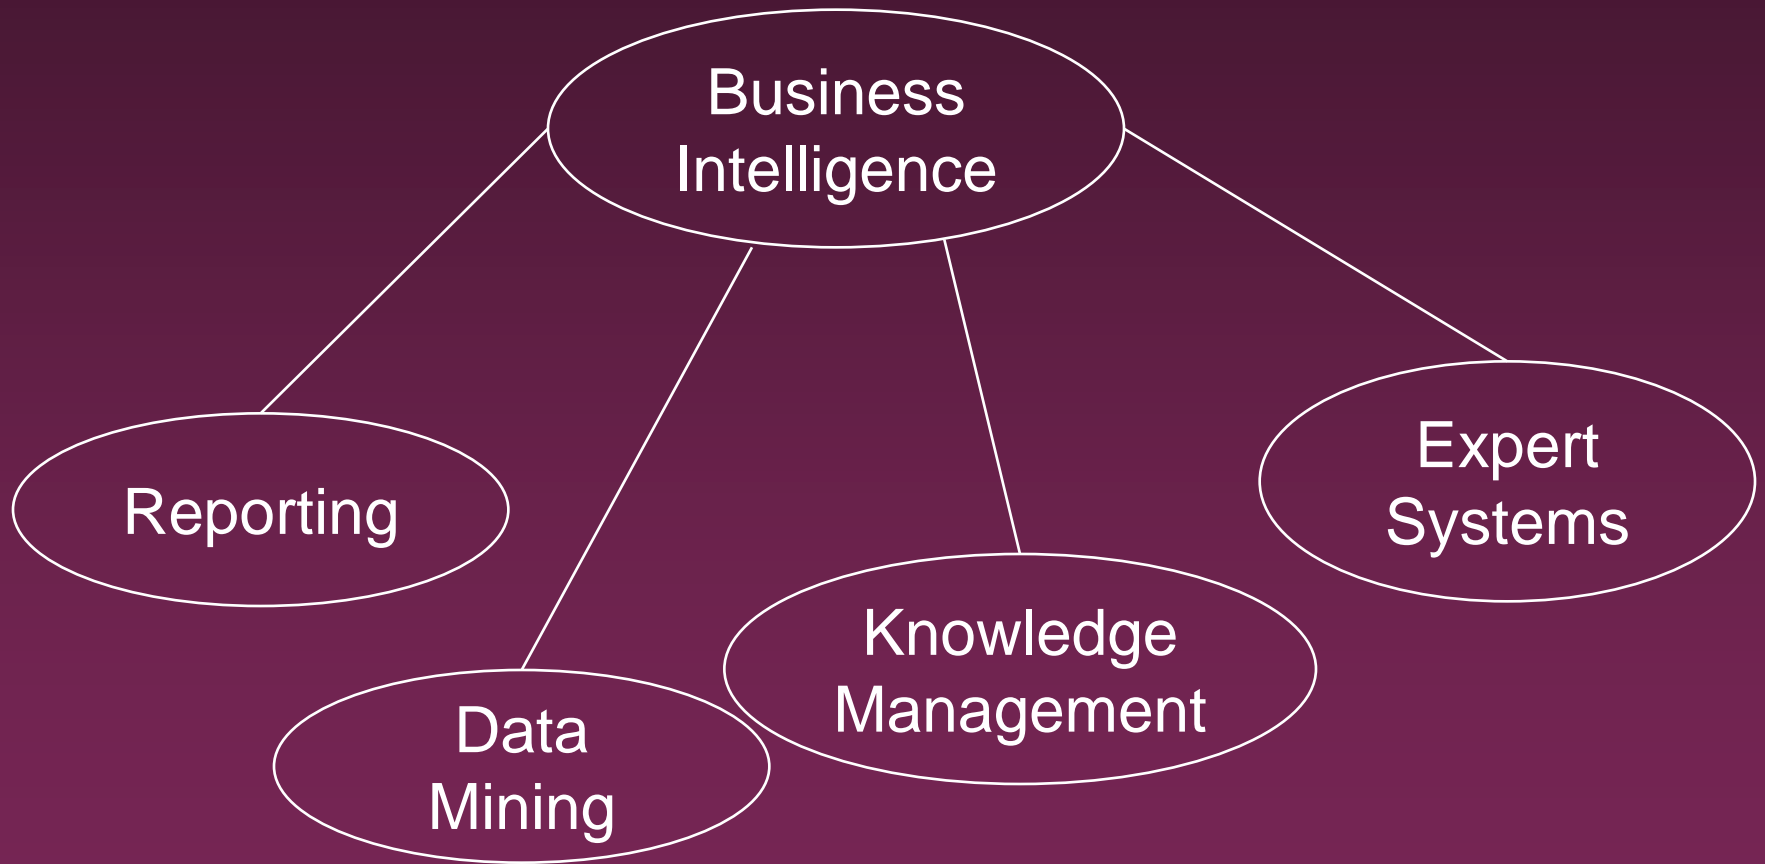 Business
Intelligence
Reporting
Data
Mining
Knowledge
Management
Expert
Systems